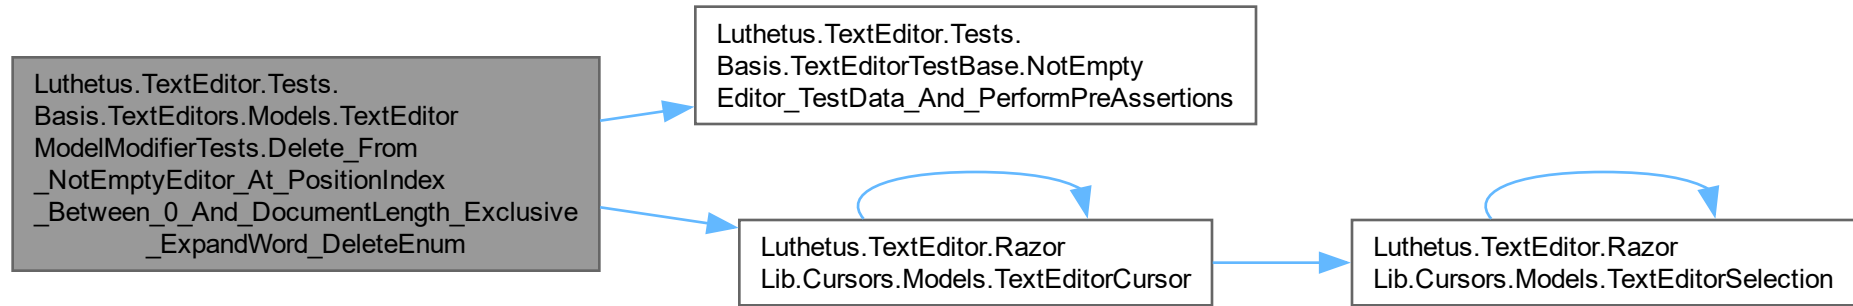 Luthetus.TextEditor.Tests.
Basis.TextEditors.Models.TextEditor
ModelModifierTests.Delete_From
_NotEmptyEditor_At_PositionIndex
_Between_0_And_DocumentLength_Exclusive
_ExpandWord_DeleteEnum
Luthetus.TextEditor.Tests.
Basis.TextEditorTestBase.NotEmpty
Editor_TestData_And_PerformPreAssertions
Luthetus.TextEditor.Razor
Lib.Cursors.Models.TextEditorCursor
Luthetus.TextEditor.Razor
Lib.Cursors.Models.TextEditorSelection